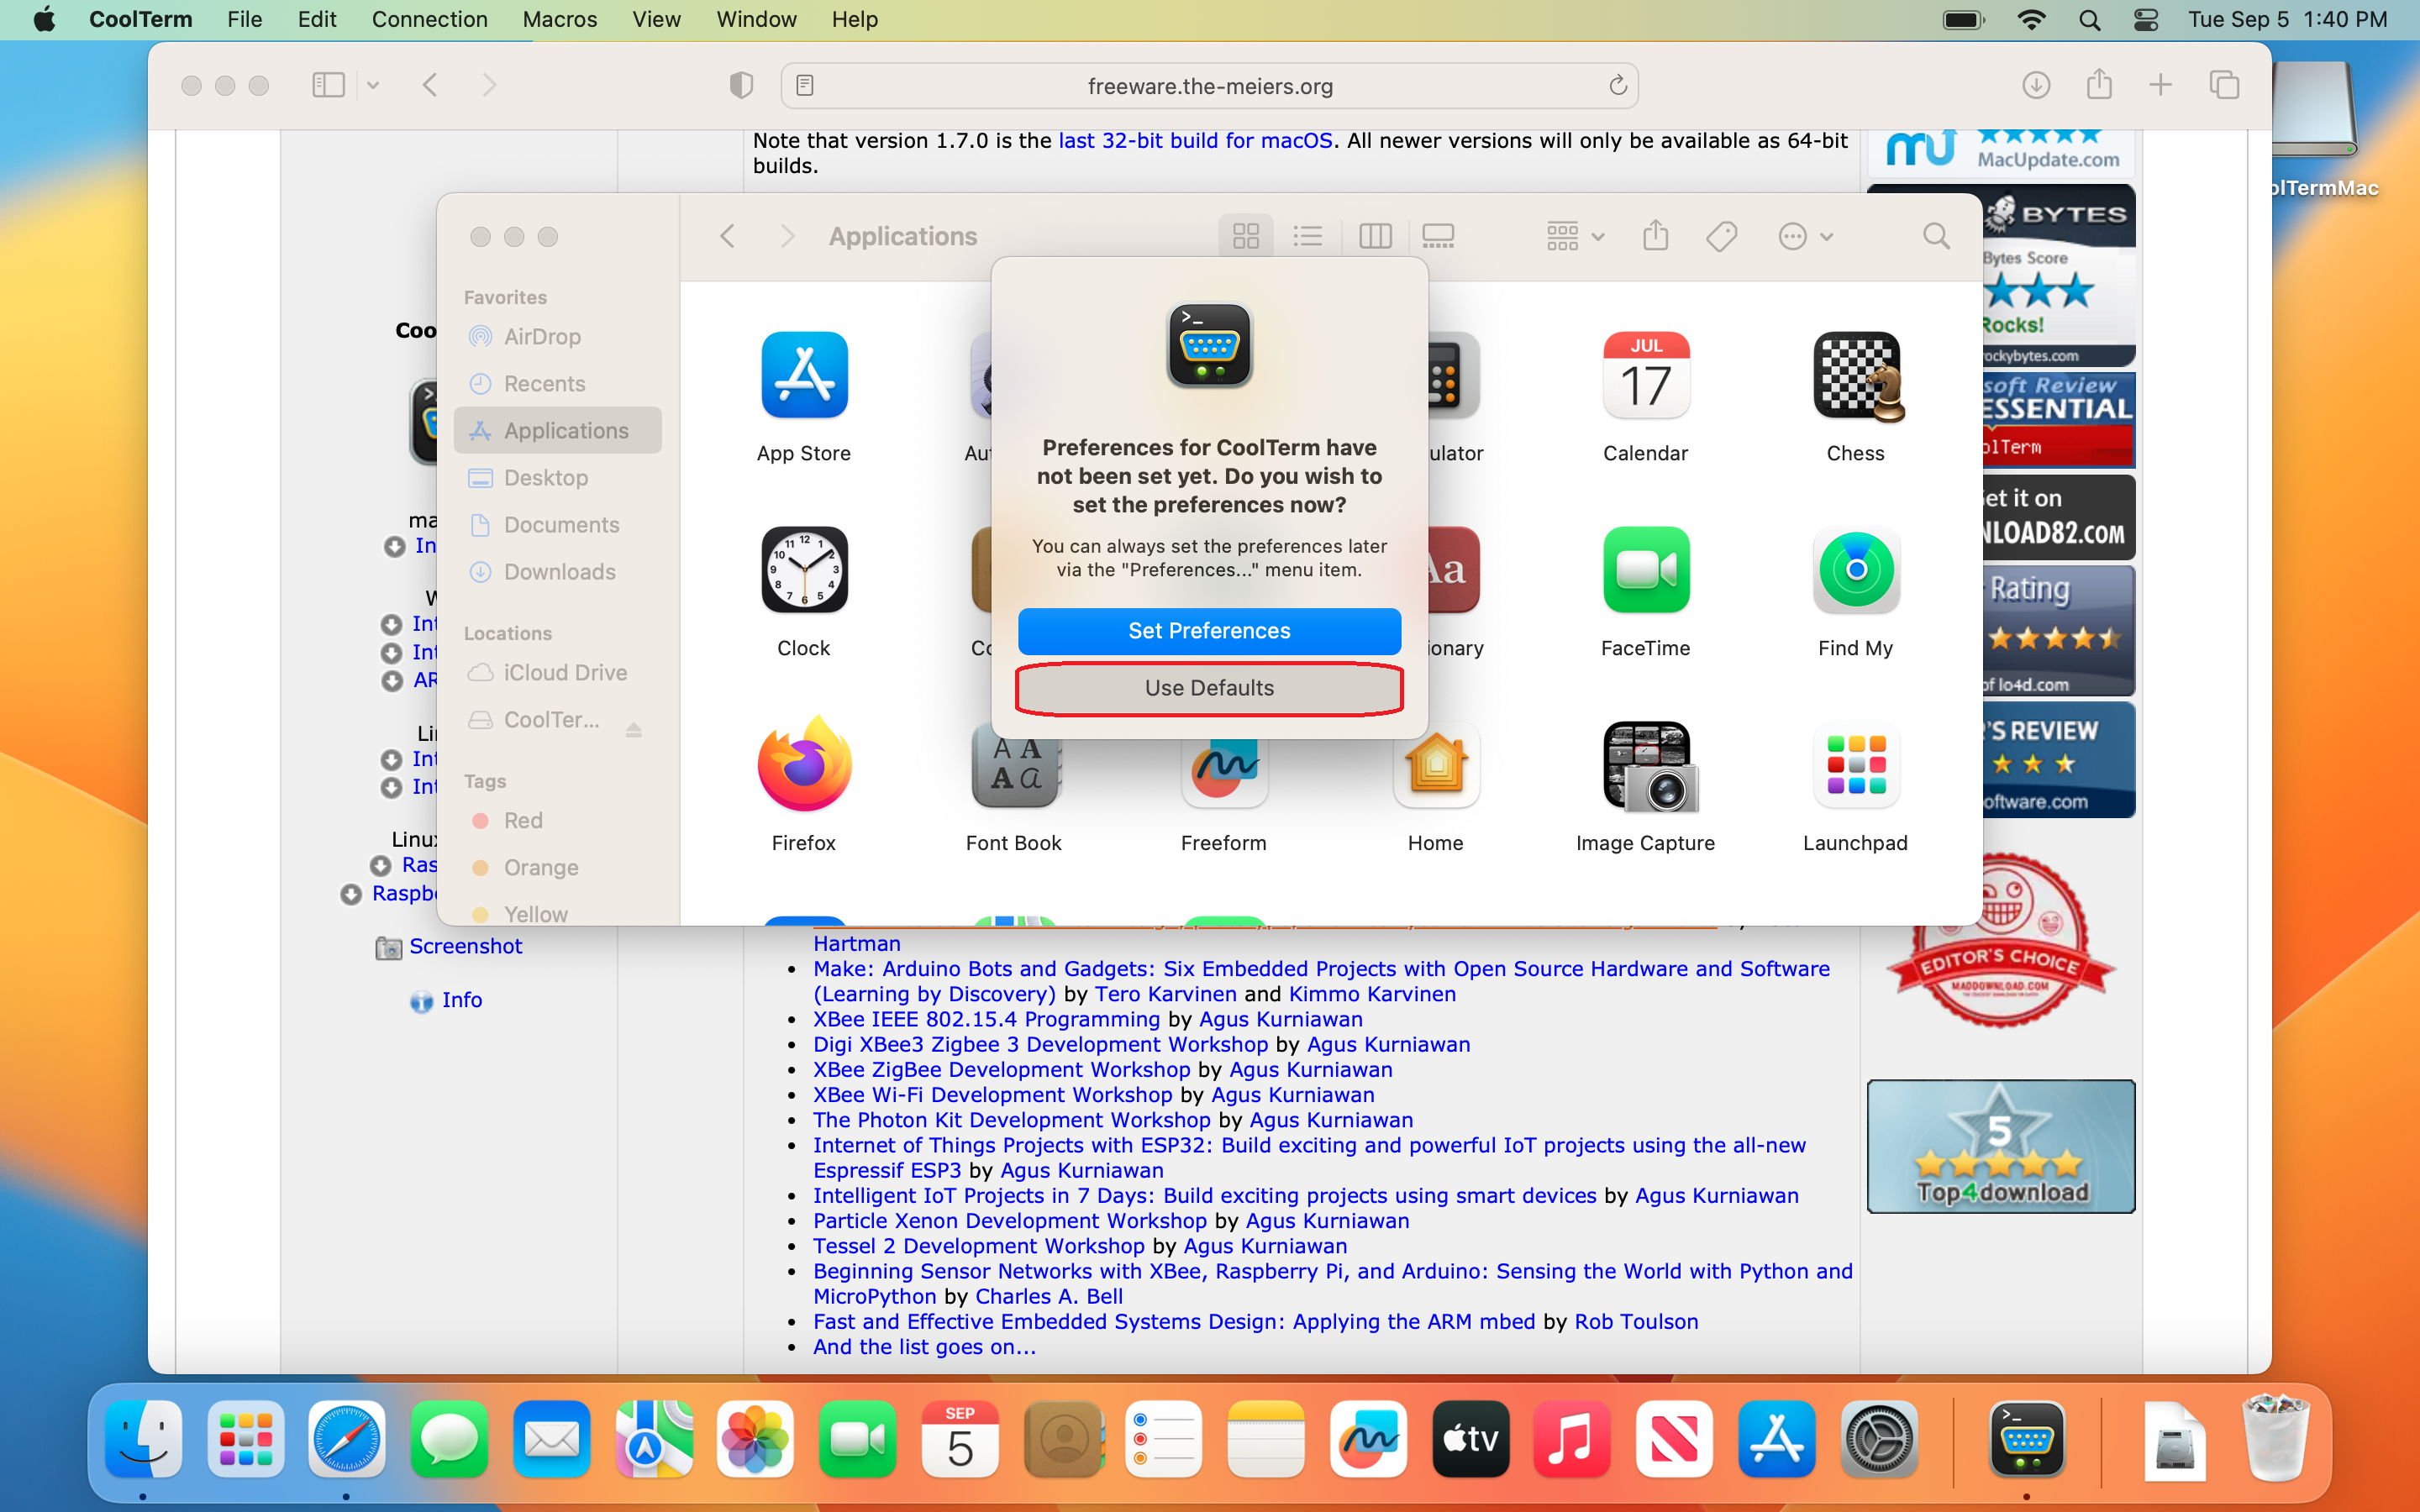 CoolTerm File Edit Connection Macros View Window Help Tue Sep 5 1:40 PM
freeware.the-meiers.org
Note that version 1.7.0 is the last 32-bit build for macOS. All newer versions will only be available as 64-bit
builds.
MU MacUpdate.com
olTermMac
BYTES
Bytes Score
Rocks!
ockybytes.com
soft Review
ESSENTIAL
olTerm
et it on
NLOAD82.COM
Rating
of lo4d.com
'S REVIEW
oftware.com
EDITOR'S CHOICE
MADDOWNLOAD.COM
5
Top4download
Coo
ma
In
W
Int
Int
AR
Li
Int
Int
Linux
Ras
Raspbe
Screenshot
Info
Applications
Favorites
AirDrop
Recents
Applications
Desktop
Documents
Downloads
Locations
iCloud Drive
CoolTer...
Tags
Red
Orange
Yellow
JUL
17
App Store Aut ulator Calendar Chess
Aa
Clock Co ionary FaceTime Find My
Firefox Font Book Freeform Home Image Capture Launchpad
>_
Preferences for CoolTerm have
not been set yet. Do you wish to
set the preferences now?
You can always set the preferences later
via the "Preferences..." menu item.
Set Preferences
Use Defaults
Hartman
Make: Arduino Bots and Gadgets: Six Embedded Projects with Open Source Hardware and Software
(Learning by Discovery) by Tero Karvinen and Kimmo Karvinen
XBee IEEE 802.15.4 Programming by Agus Kurniawan
Digi XBee3 Zigbee 3 Development Workshop by Agus Kurniawan
XBee ZigBee Development Workshop by Agus Kurniawan
XBee Wi-Fi Development Workshop by Agus Kurniawan
The Photon Kit Development Workshop by Agus Kurniawan
Internet of Things Projects with ESP32: Build exciting and powerful IoT projects using the all-new
Espressif ESP3 by Agus Kurniawan
Intelligent IoT Projects in 7 Days: Build exciting projects using smart devices by Agus Kurniawan
Particle Xenon Development Workshop by Agus Kurniawan
Tessel 2 Development Workshop by Agus Kurniawan
Beginning Sensor Networks with XBee, Raspberry Pi, and Arduino: Sensing the World with Python and
MicroPython by Charles A. Bell
Fast and Effective Embedded Systems Design: Applying the ARM mbed by Rob Toulson
And the list goes on...
SEP
5
tv
>_